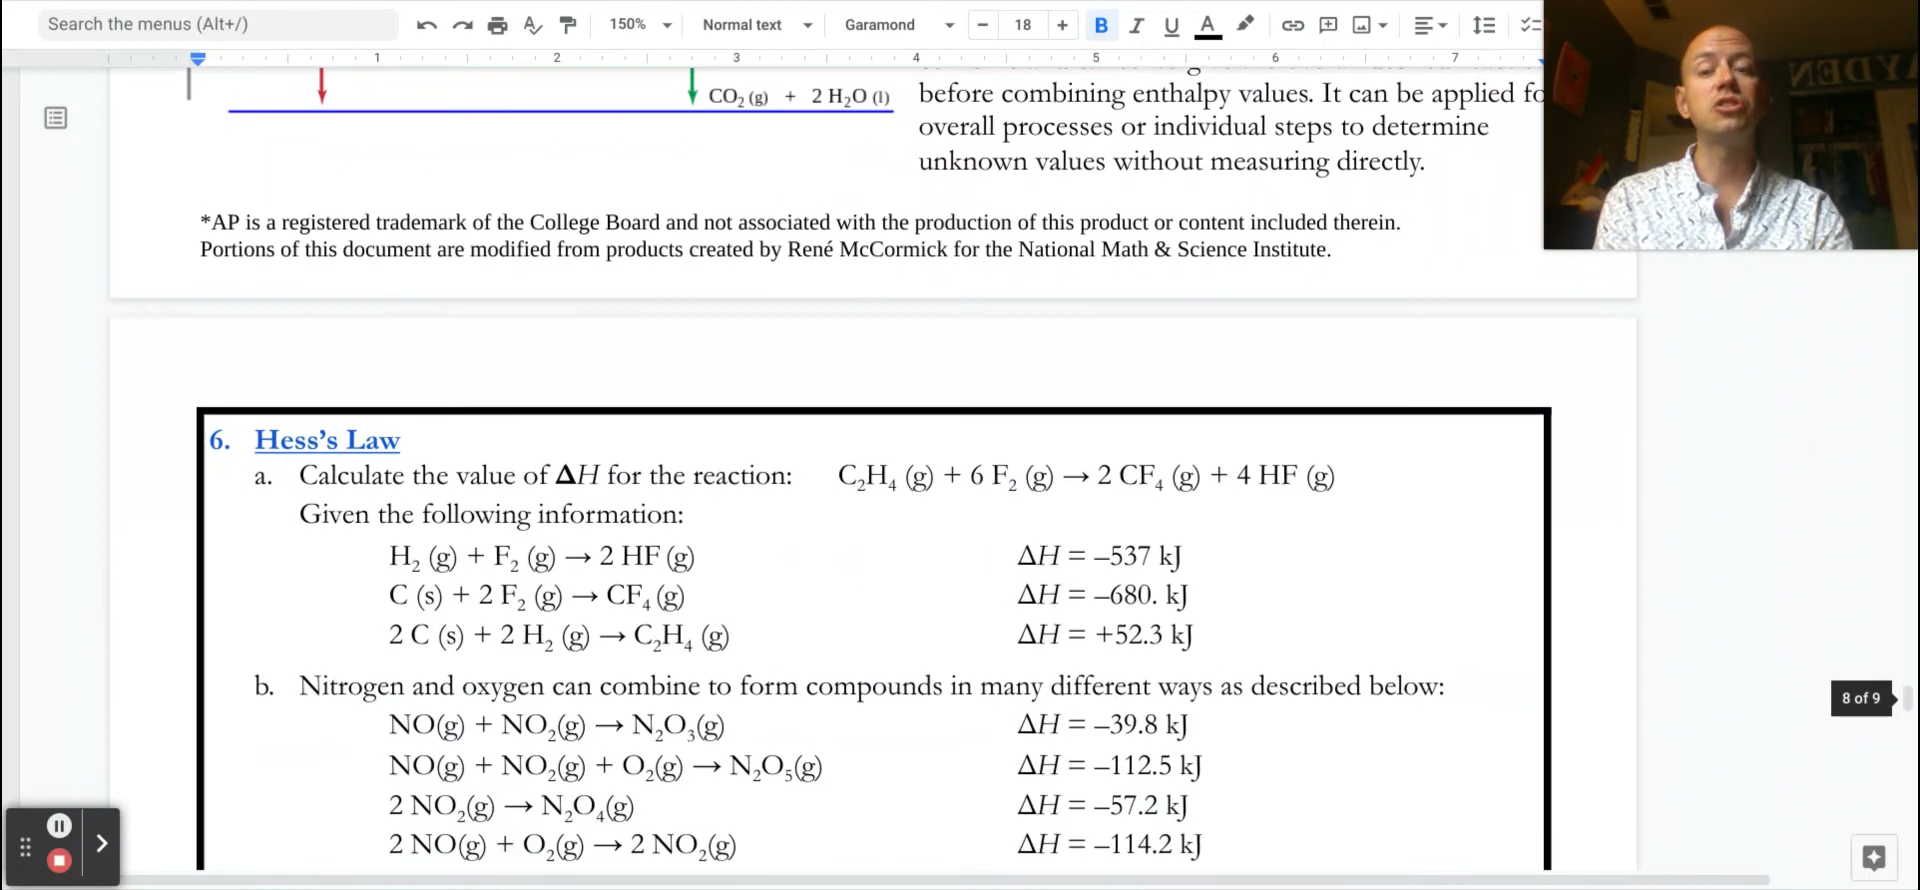 Search the menus (Alt+/)
150%
Normal text
Garamond
– 18 +
B I U A
1 2 3 4 5 6 7
CO₂ (g) + 2 H₂O (l)
before combining enthalpy values. It can be applied fo
overall processes or individual steps to determine
unknown values without measuring directly.
*AP is a registered trademark of the College Board and not associated with the production of this product or content included therein.
Portions of this document are modified from products created by René McCormick for the National Math & Science Institute.
6. Hess’s Law
a. Calculate the value of ΔH for the reaction: C₂H₄ (g) + 6 F₂ (g) → 2 CF₄ (g) + 4 HF (g)
Given the following information:
H₂ (g) + F₂ (g) → 2 HF (g) ΔH = –537 kJ
C (s) + 2 F₂ (g) → CF₄ (g) ΔH = –680. kJ
2 C (s) + 2 H₂ (g) → C₂H₄ (g) ΔH = +52.3 kJ
b. Nitrogen and oxygen can combine to form compounds in many different ways as described below:
NO(g) + NO₂(g) → N₂O₃(g) ΔH = –39.8 kJ
NO(g) + NO₂(g) + O₂(g) → N₂O₅(g) ΔH = –112.5 kJ
2 NO₂(g) → N₂O₄(g) ΔH = –57.2 kJ
2 NO(g) + O₂(g) → 2 NO₂(g) ΔH = –114.2 kJ
8 of 9